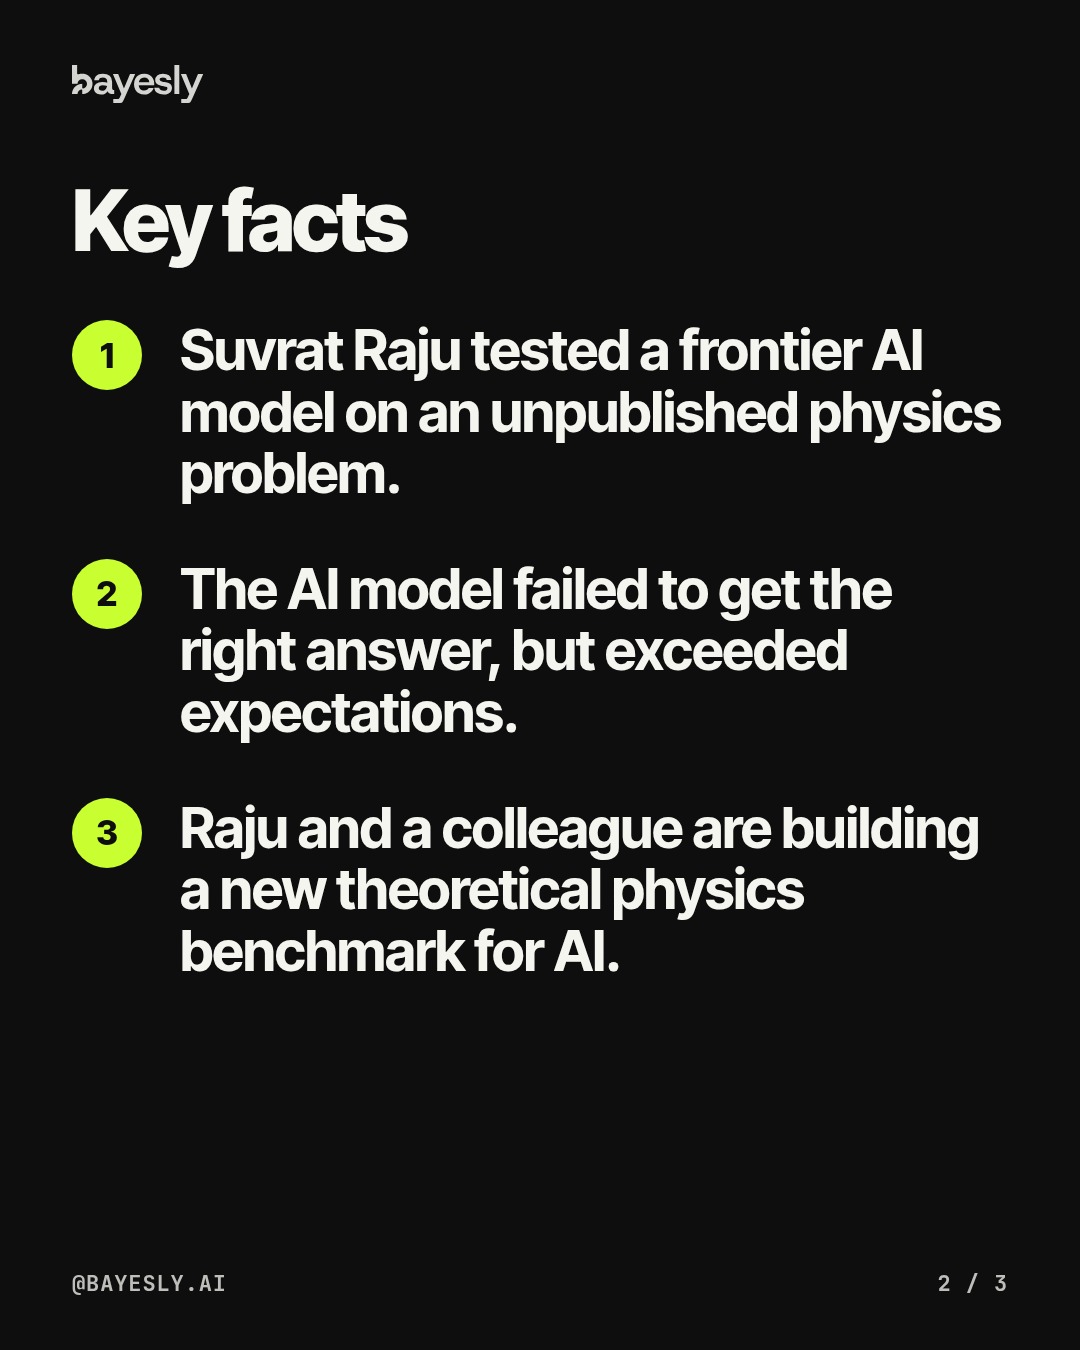 bayesly
Key facts
1
Suvrat Raju tested a frontier AI
model on an unpublished physics
problem.
2
The AI model failed to get the
right answer, but exceeded
expectations.
3
Raju and a colleague are building
a new theoretical physics
benchmark for AI.
@BAYESLY.AI
2 / 3